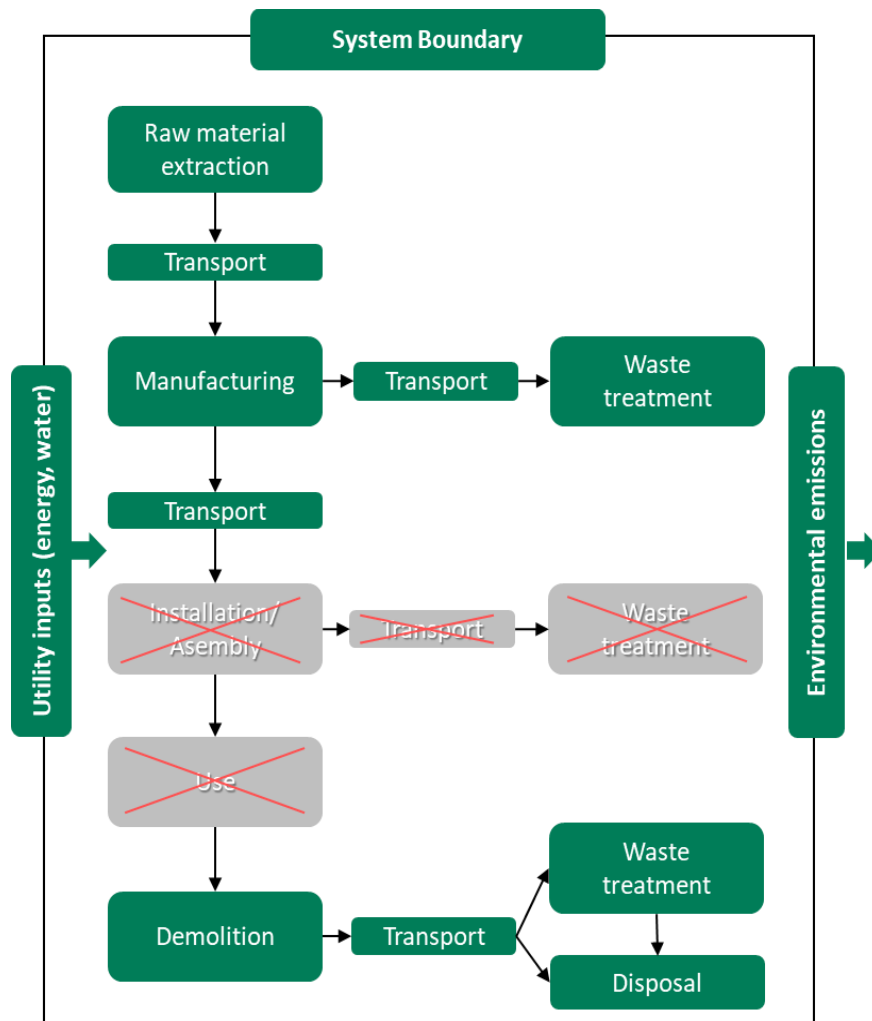 System Boundary
Raw material
extraction
Transport
Manufacturing
Transport
Waste
treatment
Transport
Installation/
Asembly
Transport
Waste
treatment
Use
Demolition
Transport
Waste
treatment
Disposal
Utility inputs (energy, water)
Environmental emissions